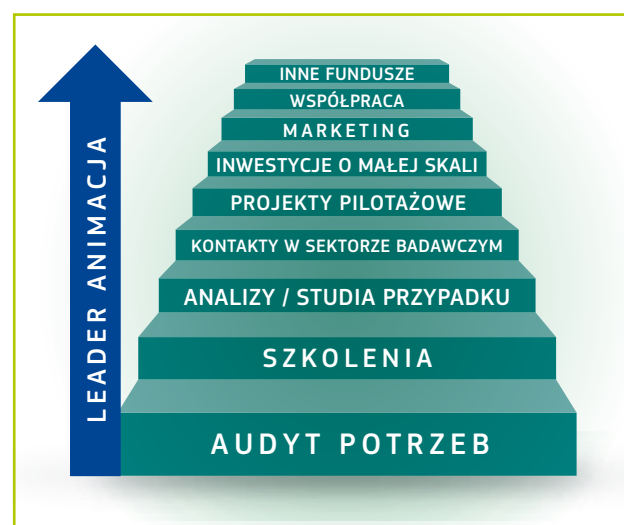 INNE FUNDUSZE
WSPÓŁPRACA
MARKETING
INWESTYCJE O MAŁEJ SKALI
PROJEKTY PILOTAŻOWE
KONTAKTY W SEKTORZE BADAWCZYM
ANALIZY / STUDIA PRZYPADKU
SZKOLENIA
AUDYT POTRZEB
LEADER ANIMACJA